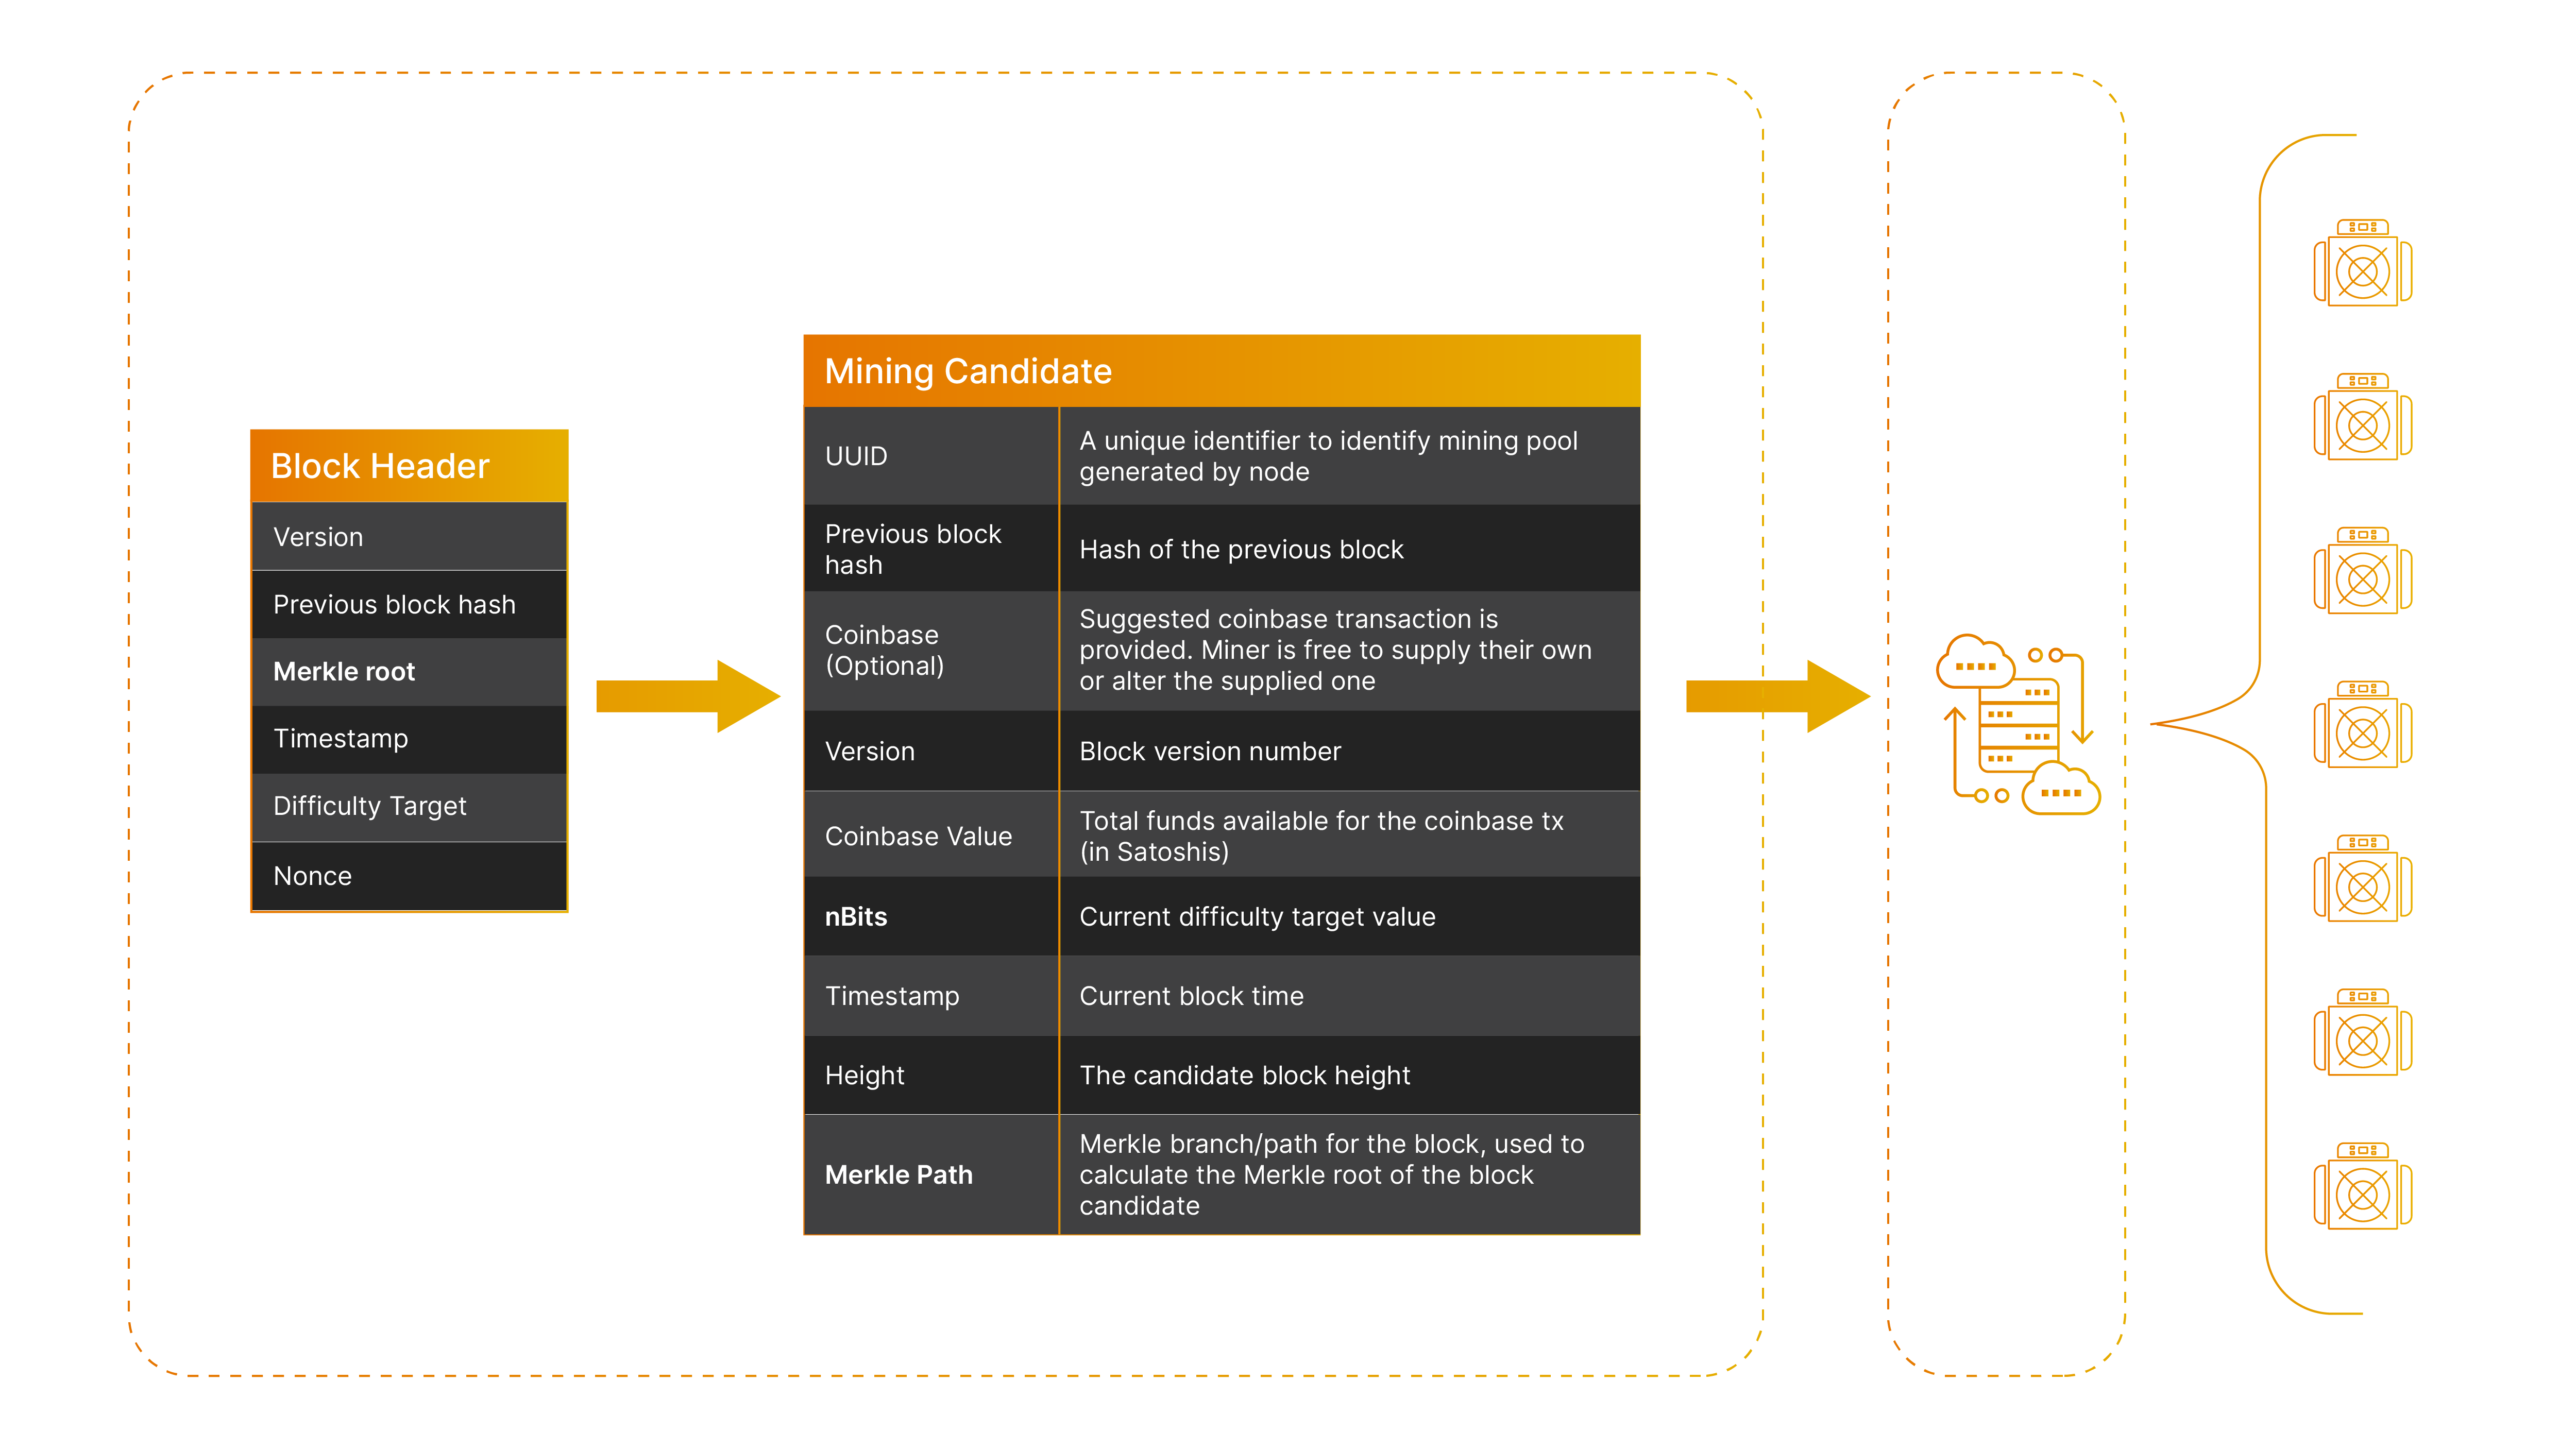 Block Header
Version
Previous block hash
Merkle root
Timestamp
Difficulty Target
Nonce
Mining Candidate
UUID
A unique identifier to identify mining pool
generated by node
Previous block
hash
Hash of the previous block
Coinbase
(Optional)
Suggested coinbase transaction is
provided. Miner is free to supply their own
or alter the supplied one
Version
Block version number
Coinbase Value
Total funds available for the coinbase tx
(in Satoshis)
nBits
Current difficulty target value
Timestamp
Current block time
Height
The candidate block height
Merkle Path
Merkle branch/path for the block, used to
calculate the Merkle root of the block
candidate